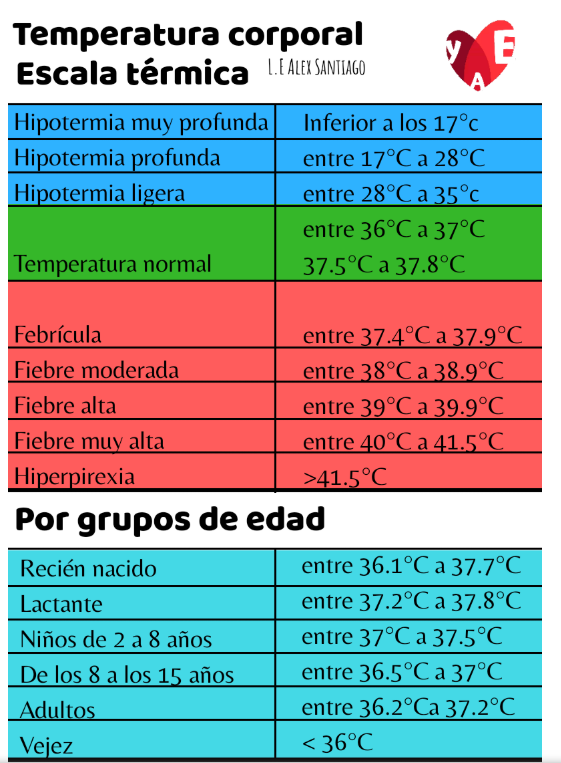 Temperatura corporal
Escala térmica L.E ALEX SANTIAGO
y A E
Hipotermia muy profunda Inferior a los 17°c
Hipotermia profunda entre 17°C a 28°C
Hipotermia ligera entre 28°C a 35°c
entre 36°C a 37°C
Temperatura normal 37.5°C a 37.8°C
Febrícula entre 37.4°C a 37.9°C
Fiebre moderada entre 38°C a 38.9°C
Fiebre alta entre 39°C a 39.9°C
Fiebre muy alta entre 40°C a 41.5°C
Hiperpirexia >41.5°C
Por grupos de edad
Recién nacido entre 36.1°C a 37.7°C
Lactante entre 37.2°C a 37.8°C
Niños de 2 a 8 años entre 37°C a 37.5°C
De los 8 a los 15 años entre 36.5°C a 37°C
Adultos entre 36.2°Ca 37.2°C
Vejez < 36°C